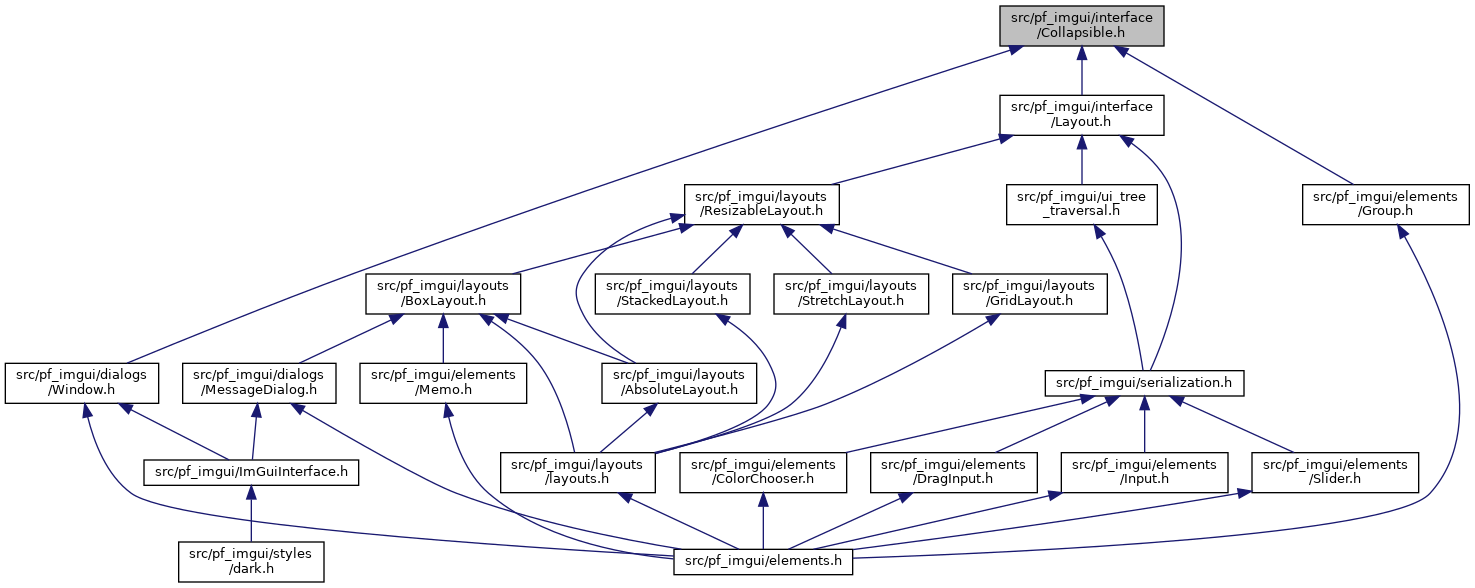 src/pf_imgui/interface
/Collapsible.h
src/pf_imgui/interface
/Layout.h
src/pf_imgui/layouts
/ResizableLayout.h
src/pf_imgui/ui_tree
_traversal.h
src/pf_imgui/elements
/Group.h
src/pf_imgui/layouts
/BoxLayout.h
src/pf_imgui/layouts
/StackedLayout.h
src/pf_imgui/layouts
/StretchLayout.h
src/pf_imgui/layouts
/GridLayout.h
src/pf_imgui/dialogs
/Window.h
src/pf_imgui/dialogs
/MessageDialog.h
src/pf_imgui/elements
/Memo.h
src/pf_imgui/layouts
/AbsoluteLayout.h
src/pf_imgui/serialization.h
src/pf_imgui/ImGuiInterface.h
src/pf_imgui/layouts
/layouts.h
src/pf_imgui/elements
/ColorChooser.h
src/pf_imgui/elements
/DragInput.h
src/pf_imgui/elements
/Input.h
src/pf_imgui/elements
/Slider.h
src/pf_imgui/styles
/dark.h
src/pf_imgui/elements.h